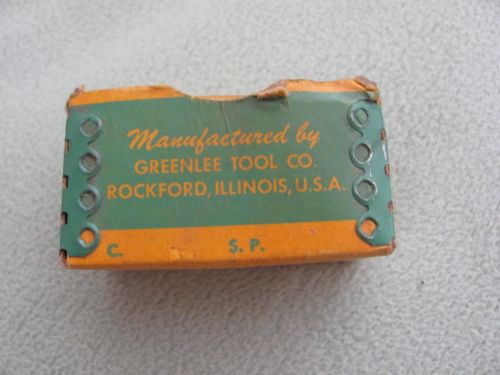 Manufactured by
GREENLEE TOOL CO.
ROCKFORD, ILLINOIS, U.S.A.
C. S. P.